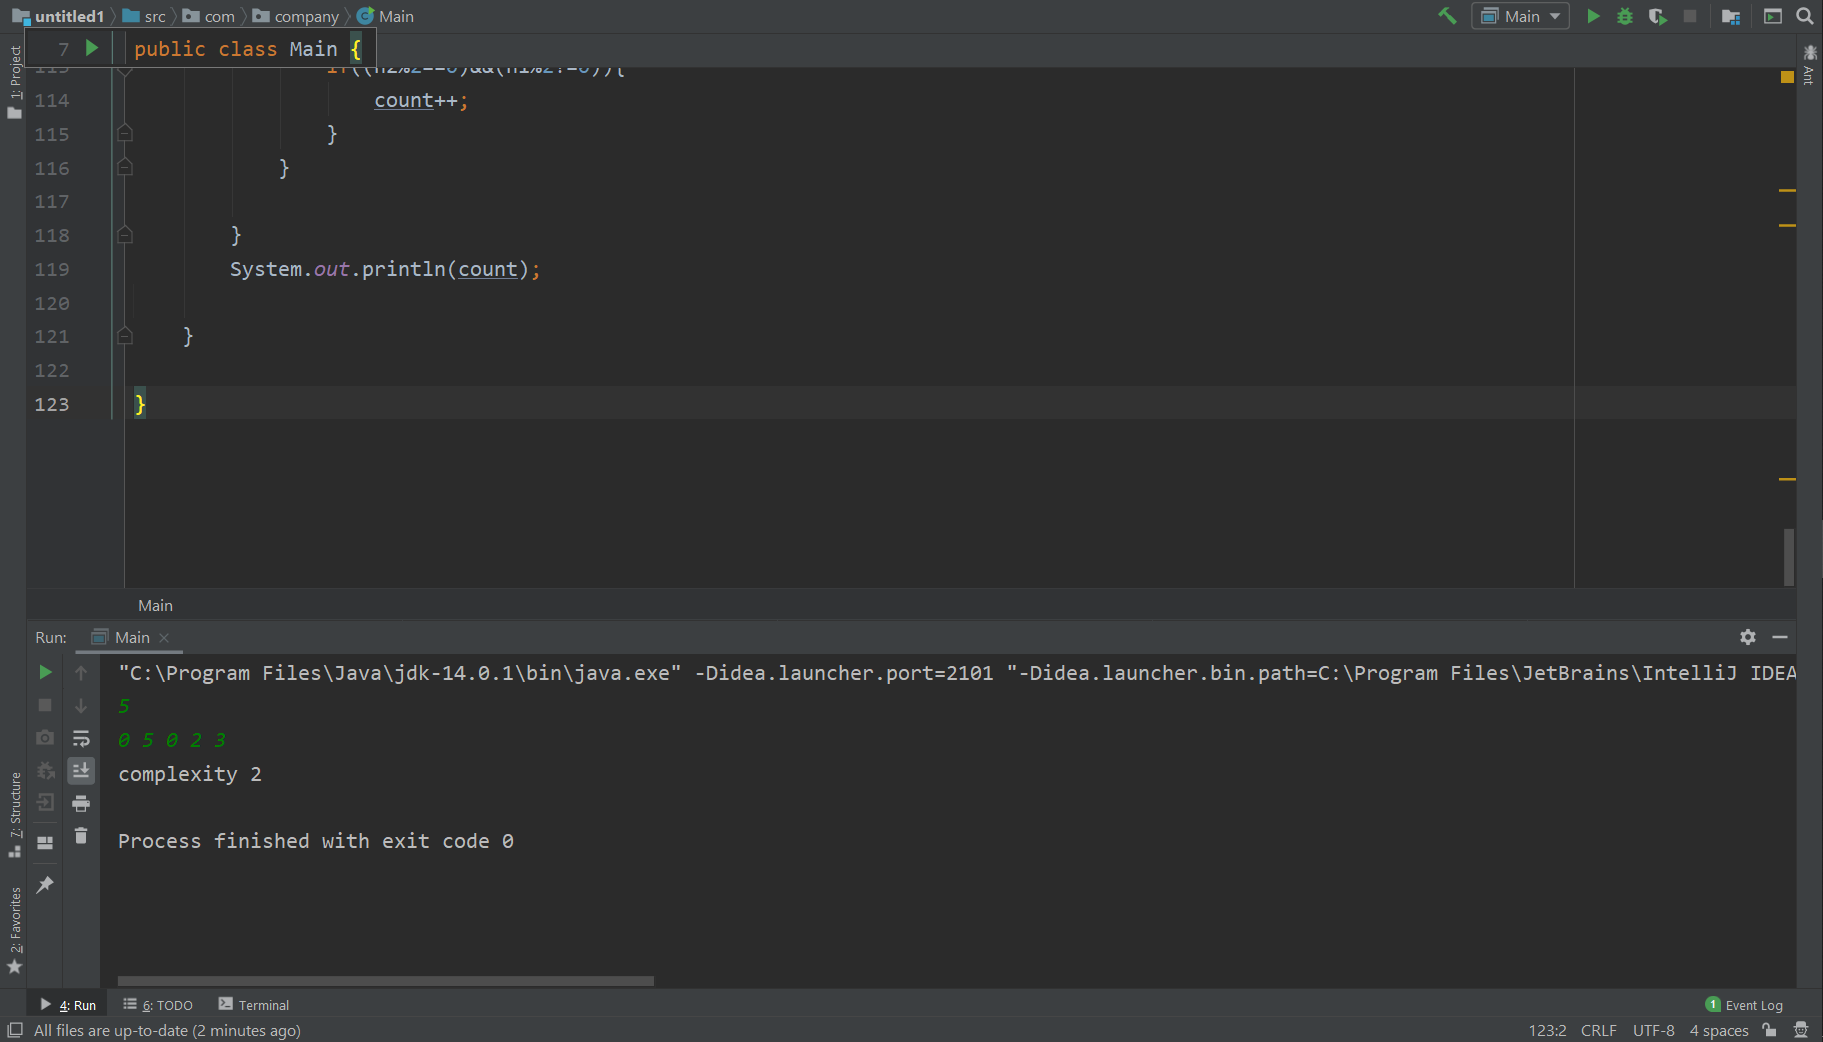 untitled1 src com company Main
Main
1: Project
Ant
7 public class Main {
114 count++;
115 }
116 }
117
118 }
119 System.out.println(count);
120
121 }
122
123 }
Main
Run: Main
"C:\Program Files\Java\jdk-14.0.1\bin\java.exe" -Didea.launcher.port=2101 "-Didea.launcher.bin.path=C:\Program Files\JetBrains\IntelliJ IDEA
5
0 5 0 2 3
complexity 2
Process finished with exit code 0
7: Structure
2: Favorites
4: Run 6: TODO Terminal 1 Event Log
All files are up-to-date (2 minutes ago) 123:2 CRLF UTF-8 4 spaces